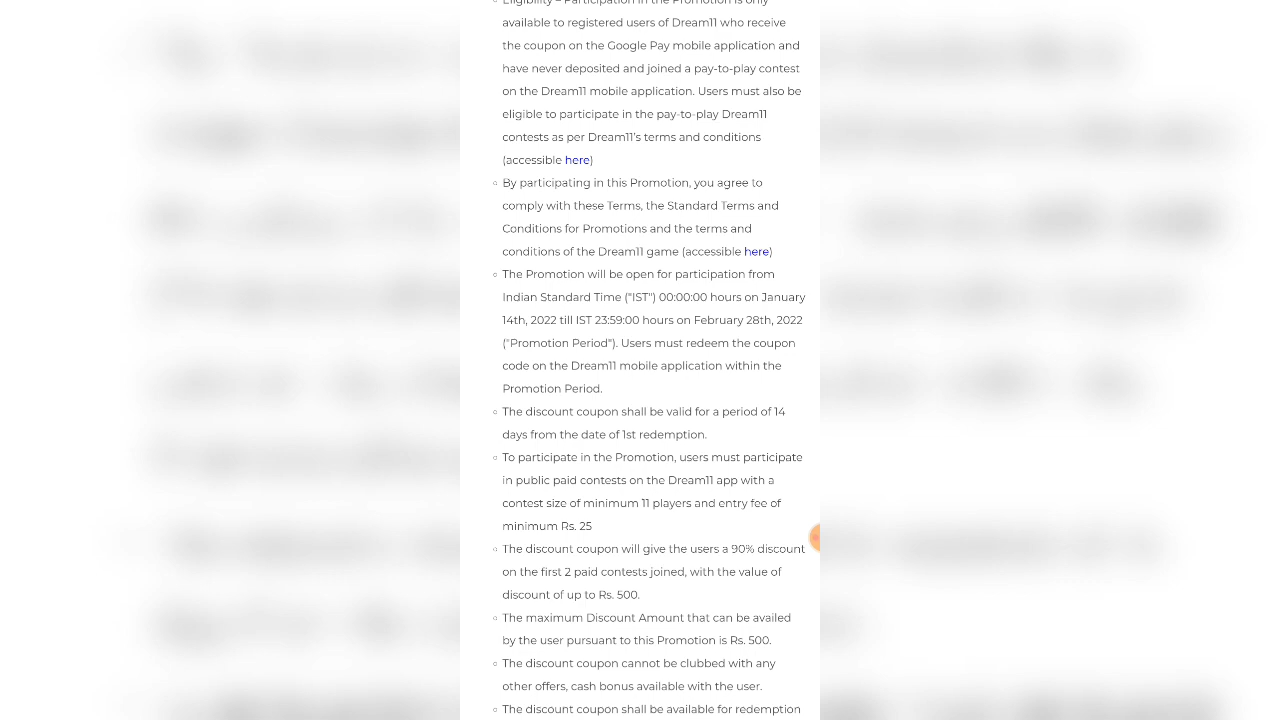 Eligibility – Participation in the Promotion is only
available to registered users of Dream11 who receive
the coupon on the Google Pay mobile application and
have never deposited and joined a pay-to-play contest
on the Dream11 mobile application. Users must also be
eligible to participate in the pay-to-play Dream11
contests as per Dream11's terms and conditions
(accessible here)
By participating in this Promotion, you agree to
comply with these Terms, the Standard Terms and
Conditions for Promotions and the terms and
conditions of the Dream11 game (accessible here)
The Promotion will be open for participation from
Indian Standard Time ("IST") 00:00:00 hours on January
14th, 2022 till IST 23:59:00 hours on February 28th, 2022
("Promotion Period"). Users must redeem the coupon
code on the Dream11 mobile application within the
Promotion Period.
The discount coupon shall be valid for a period of 14
days from the date of 1st redemption.
To participate in the Promotion, users must participate
in public paid contests on the Dream11 app with a
contest size of minimum 11 players and entry fee of
minimum Rs. 25
The discount coupon will give the users a 90% discount
on the first 2 paid contests joined, with the value of
discount of up to Rs. 500.
The maximum Discount Amount that can be availed
by the user pursuant to this Promotion is Rs. 500.
The discount coupon cannot be clubbed with any
other offers, cash bonus available with the user.
The discount coupon shall be available for redemption